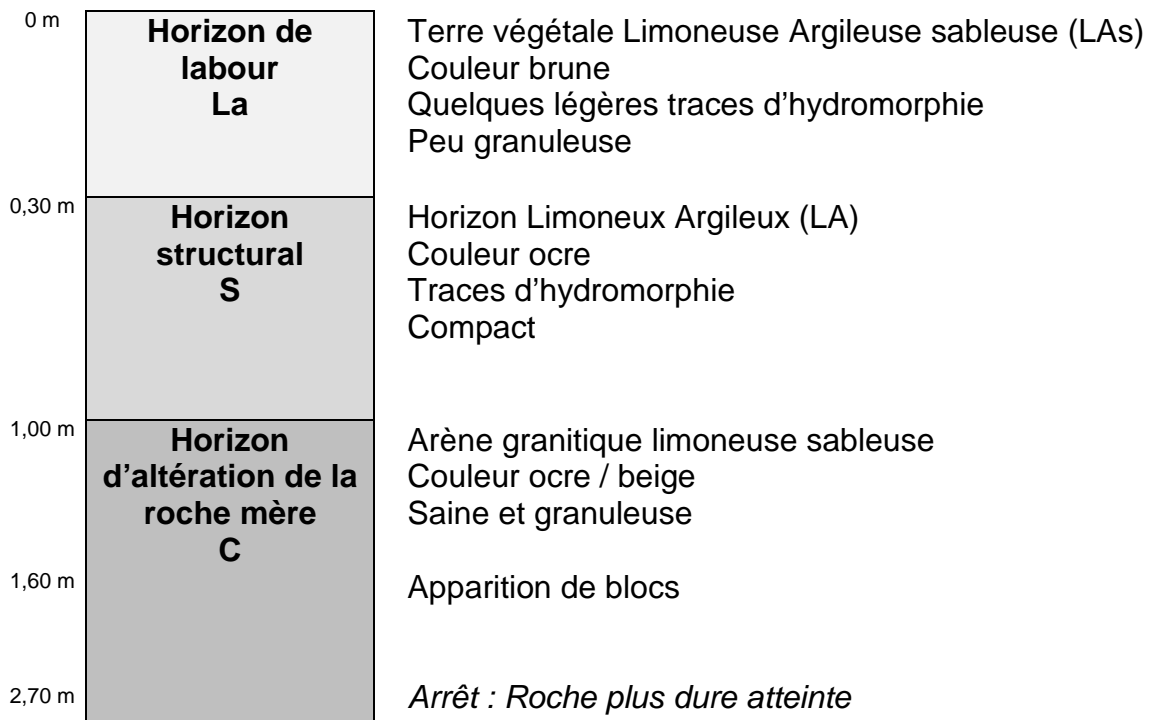 0 m
Horizon de
labour
La
Terre végétale Limoneuse Argileuse sableuse (LAs)
Couleur brune
Quelques légères traces d'hydromorphie
Peu granuleuse
0,30 m
Horizon
structural
S
Horizon Limoneux Argileux (LA)
Couleur ocre
Traces d'hydromorphie
Compact
1,00 m
Horizon
d'altération de la
roche mère
C
Arène granitique limoneuse sableuse
Couleur ocre / beige
Saine et granuleuse
1,60 m
Apparition de blocs
2,70 m
Arrêt : Roche plus dure atteinte